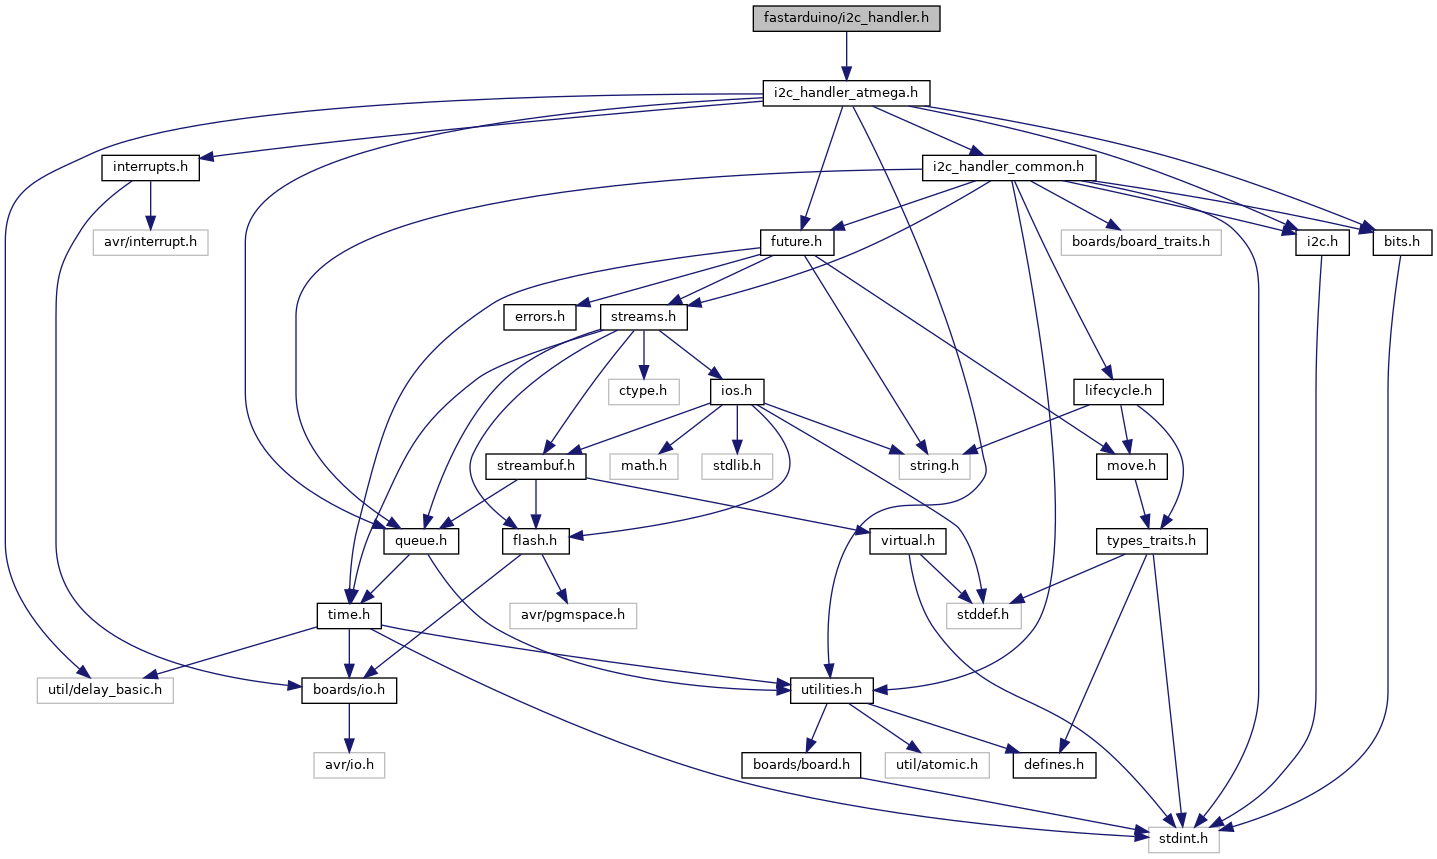 fastarduino/i2c_handler.h
i2c_handler_atmega.h
interrupts.h
i2c_handler_common.h
avr/interrupt.h
future.h
boards/board_traits.h
i2c.h
bits.h
errors.h
streams.h
ctype.h
ios.h
lifecycle.h
streambuf.h
math.h
stdlib.h
string.h
move.h
queue.h
flash.h
virtual.h
types_traits.h
time.h
avr/pgmspace.h
stddef.h
util/delay_basic.h
boards/io.h
utilities.h
avr/io.h
boards/board.h
util/atomic.h
defines.h
stdint.h